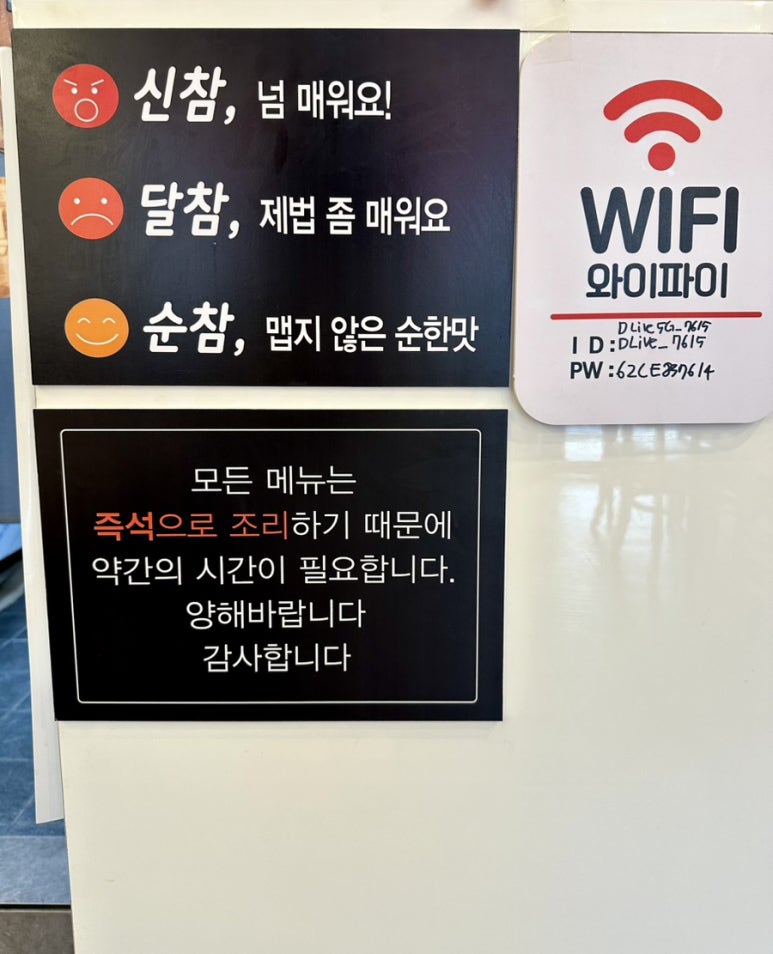 신참, 넘 매워요!
달참, 제법 좀 매워요
순참, 맵지 않은 순한맛
모든 메뉴는
즉석으로 조리하기 때문에
약간의 시간이 필요합니다.
양해바랍니다
감사합니다
WIFI
와이파이
DLive5G_7615
ID:DLive_7615
PW: